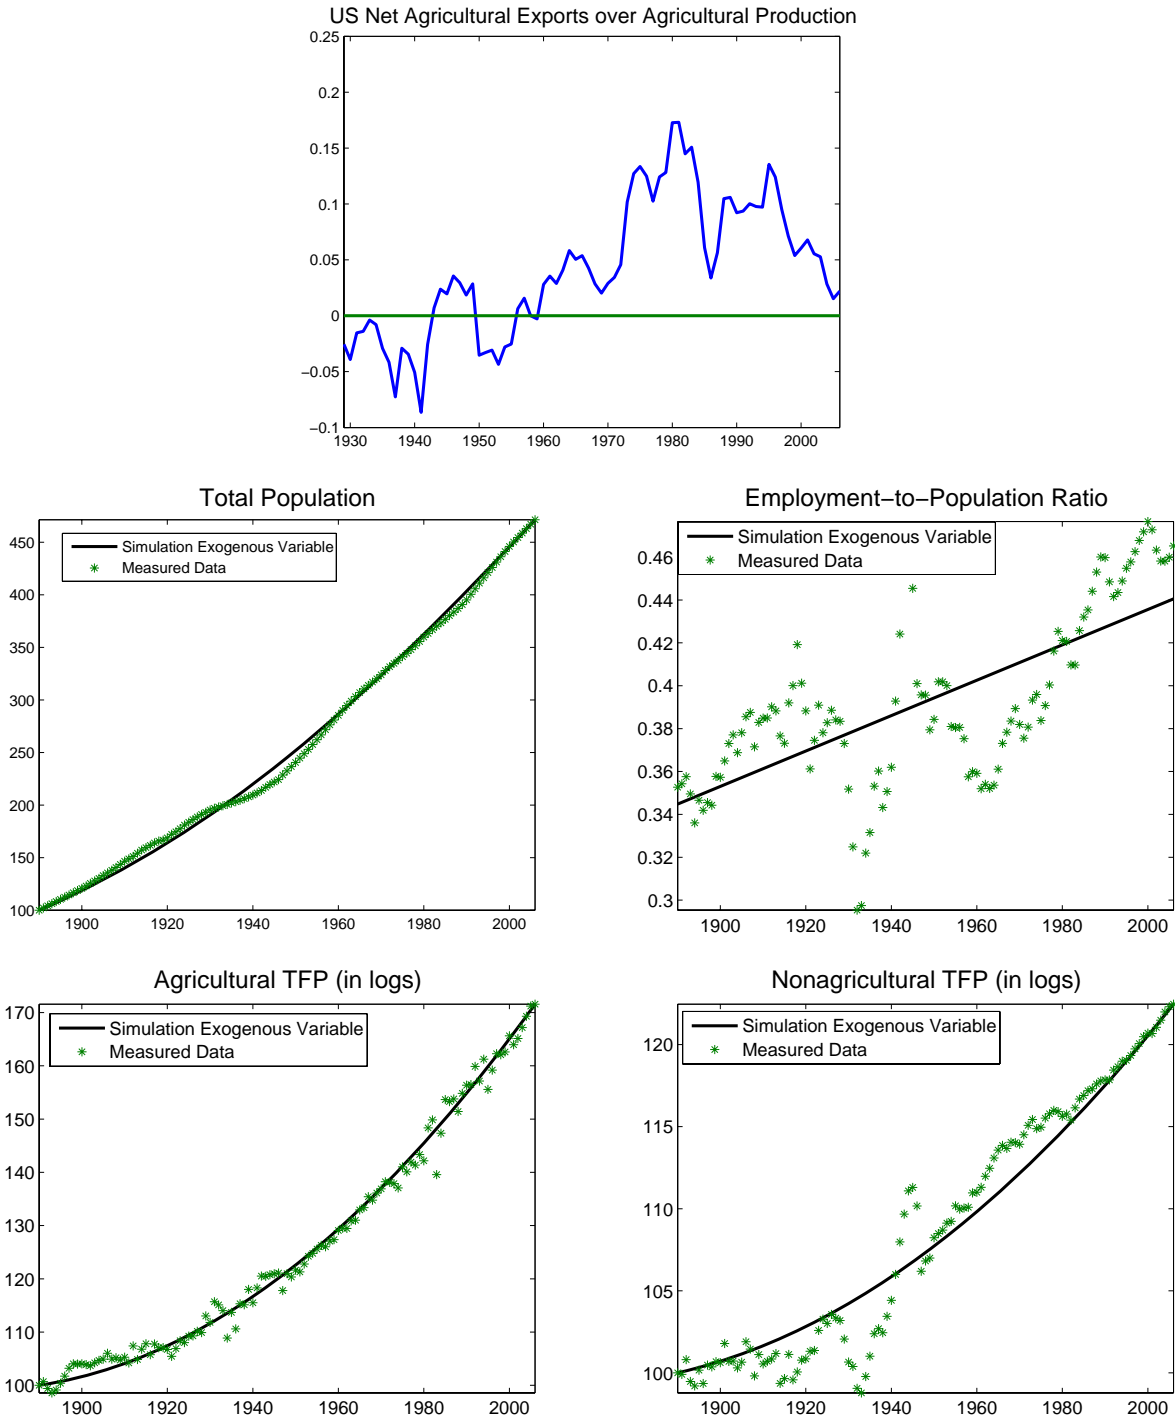 US Net Agricultural Exports over Agricultural Production
0.25
0.2
0.15
0.1
0.05
0
−0.05
−0.1
1930 1940 1950 1960 1970 1980 1990 2000
Total Population
Simulation Exogenous Variable
Measured Data
450
400
350
300
250
200
150
100
1900 1920 1940 1960 1980 2000
Employment−to−Population Ratio
Simulation Exogenous Variable
Measured Data
0.46
0.44
0.42
0.4
0.38
0.36
0.34
0.32
0.3
1900 1920 1940 1960 1980 2000
Agricultural TFP (in logs)
Simulation Exogenous Variable
Measured Data
170
160
150
140
130
120
110
100
1900 1920 1940 1960 1980 2000
Nonagricultural TFP (in logs)
Simulation Exogenous Variable
Measured Data
120
115
110
105
100
1900 1920 1940 1960 1980 2000